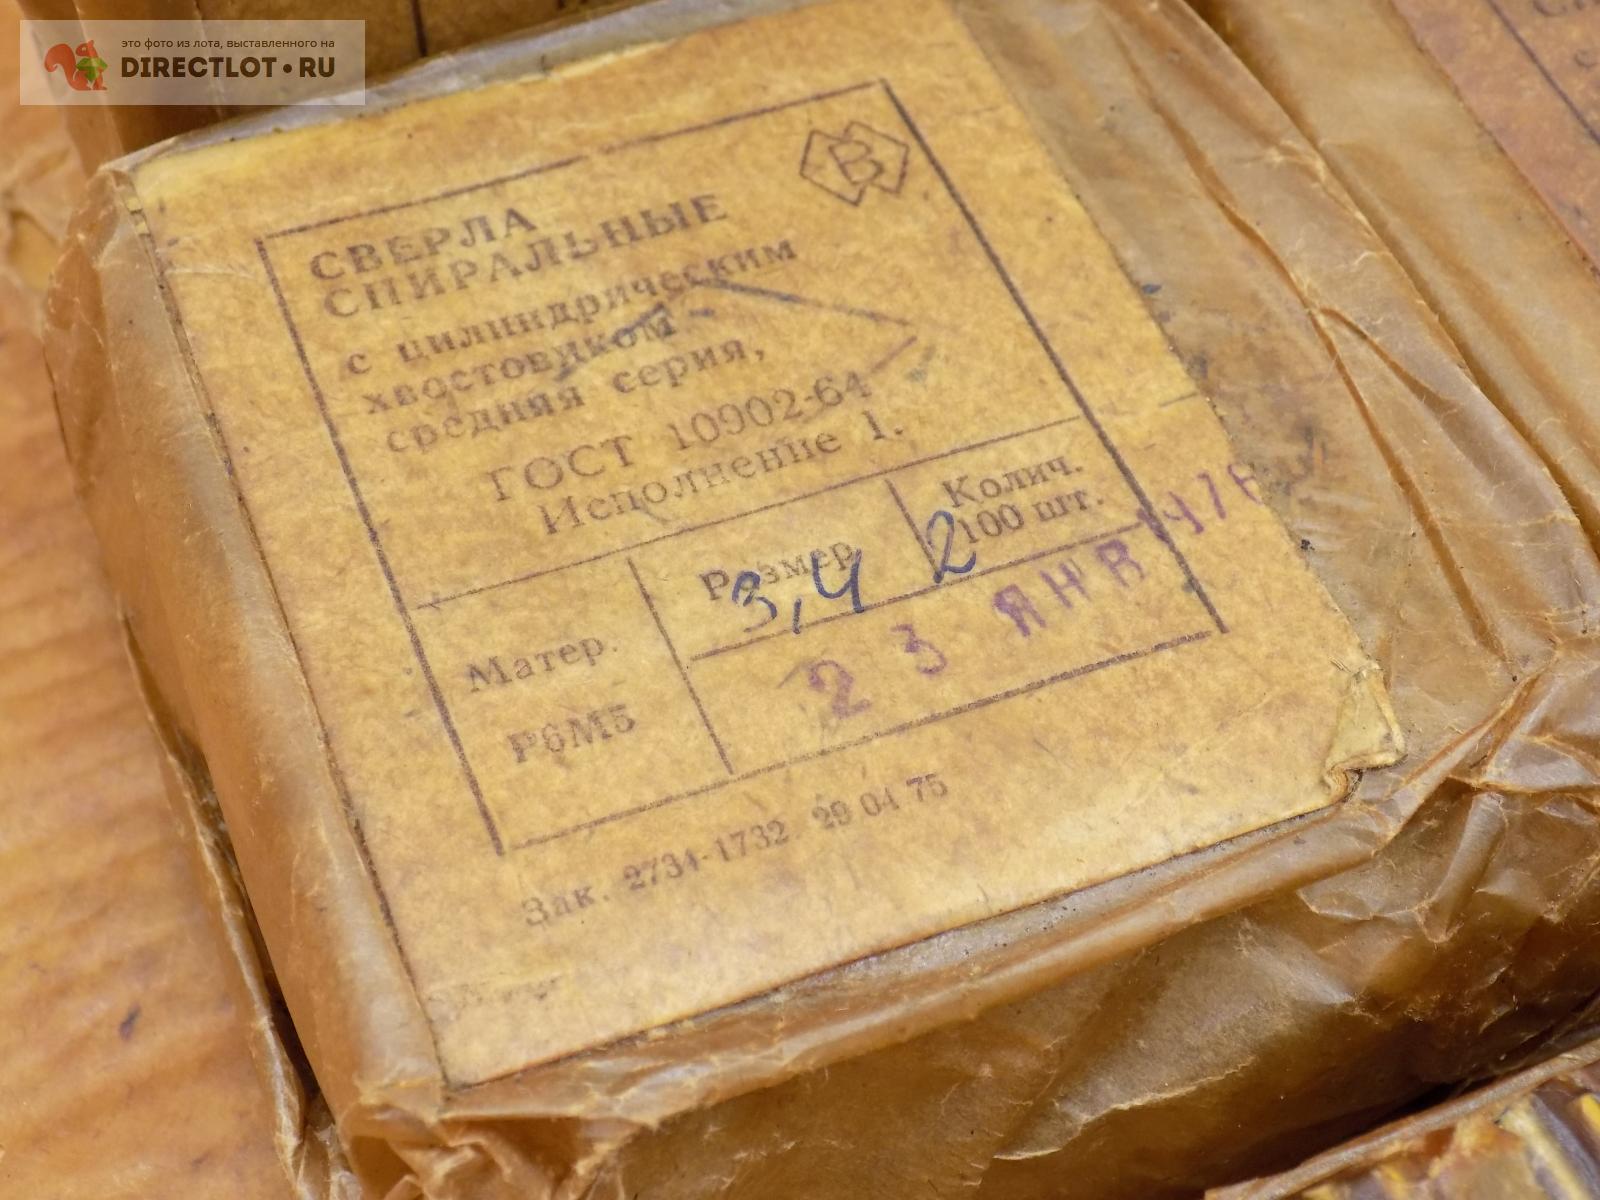 это фото из лота, выставленного на
DIRECTLOT•RU
В
СВЕРЛА
СПИРАЛЬНЫЕ
с цилиндрическим
хвостовиком
средняя серия,
ГОСТ 10902-64
Исполнение 1.
Матер.
Р6М5
Размер
3,4
Колич.
2 100 шт.
23 ЯНВ 1976
Зак. 2734-1732. 29 04 75